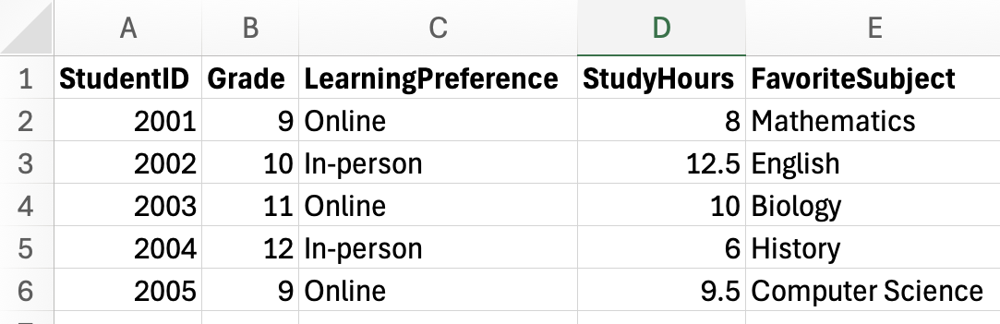 A B C D E
1 StudentID Grade LearningPreference StudyHours FavoriteSubject
2 2001 9 Online 8 Mathematics
3 2002 10 In-person 12.5 English
4 2003 11 Online 10 Biology
5 2004 12 In-person 6 History
6 2005 9 Online 9.5 Computer Science